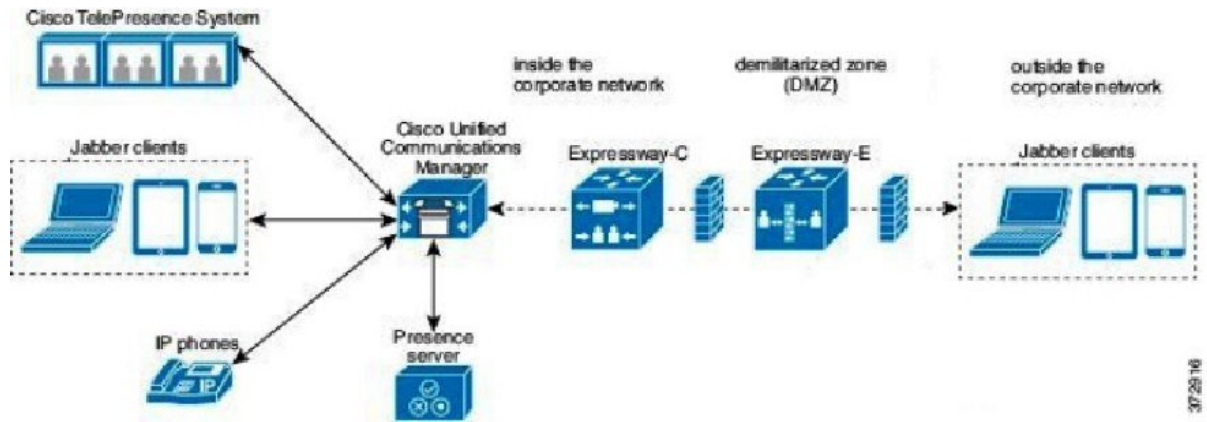 Cisco TelePresence System
inside the
corporate network
demilitarized zone
(DMZ)
outside the
corporate network
Jabber clients
Cisco Unified
Communications
Manager
Expressway-C
Expressway-E
Jabber clients
IP phones
IP
Presence
server
372916